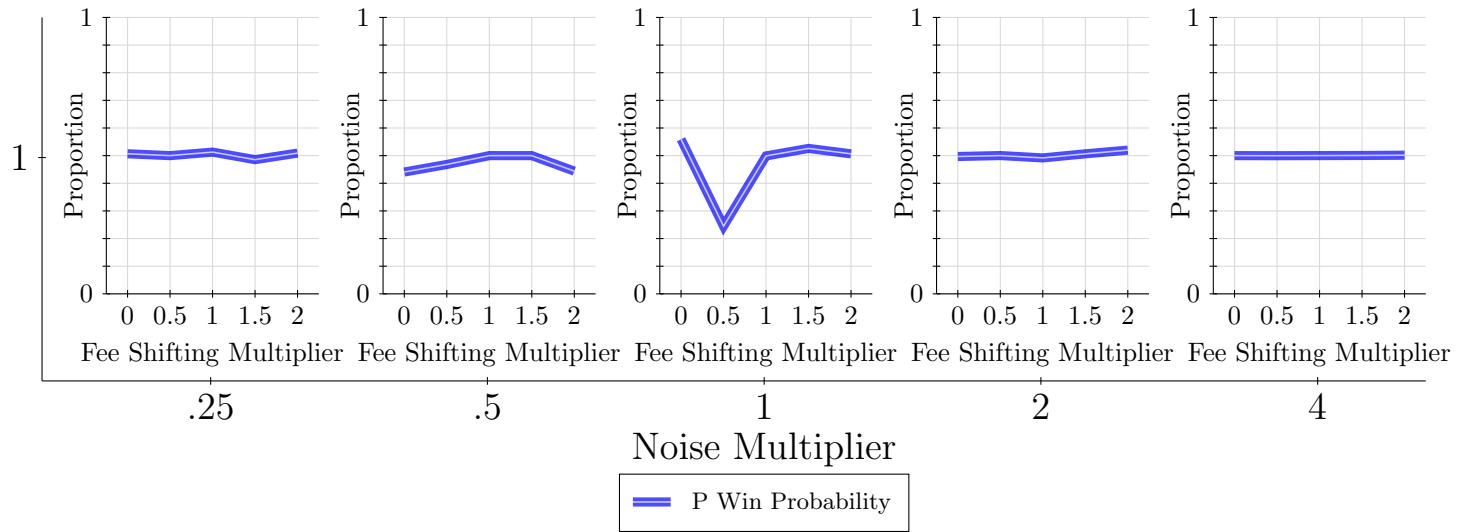 1 1 1 1 1
Proportion Proportion Proportion Proportion Proportion
1
0 0 0 0 0
0 0.5 1 1.5 2 0 0.5 1 1.5 2 0 0.5 1 1.5 2 0 0.5 1 1.5 2 0 0.5 1 1.5 2
Fee Shifting Multiplier Fee Shifting Multiplier Fee Shifting Multiplier Fee Shifting Multiplier Fee Shifting Multiplier
.25 .5 1 2 4
Noise Multiplier
P Win Probability